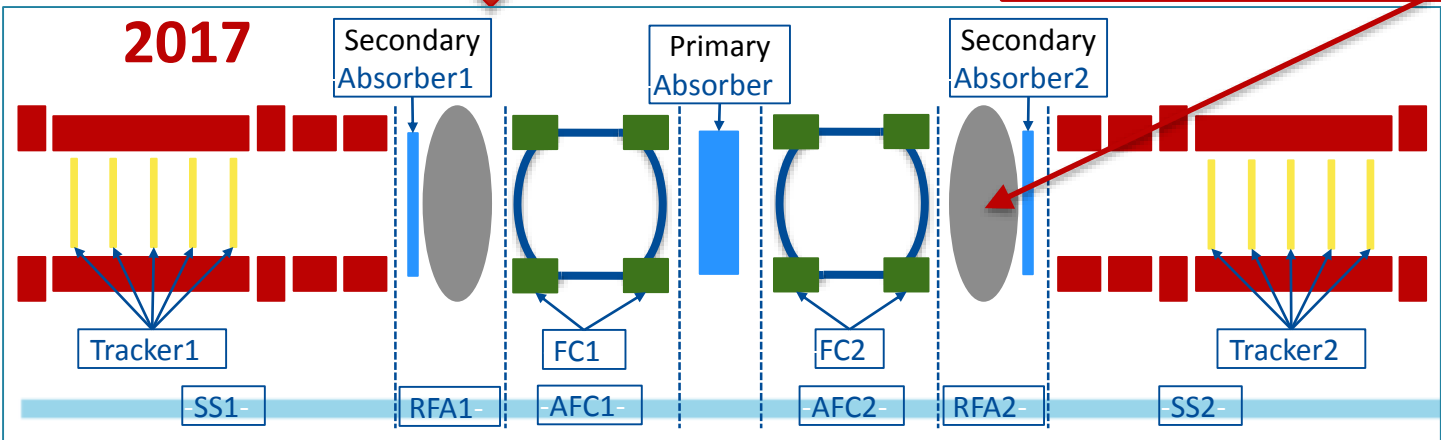 2017
Secondary
Absorber1
Primary
Absorber
Secondary
Absorber2
Tracker1
FC1
FC2
Tracker2
-SS1-
RFA1-
-AFC1-
-AFC2-
RFA2-
-SS2-